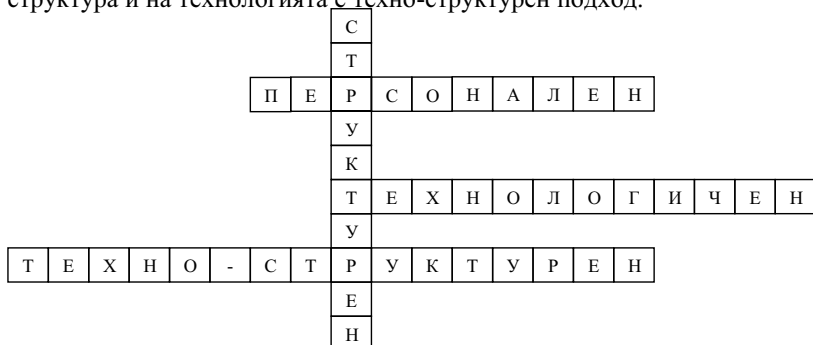 структура и на технологията с техно-структурен подход.
С
Т
П Е Р С О Н А Л Е Н
У
К
Т Е Х Н О Л О Г И Ч Е Н
У
Т Е Х Н О - С Т Р У К Т У Р Е Н
Е
Н